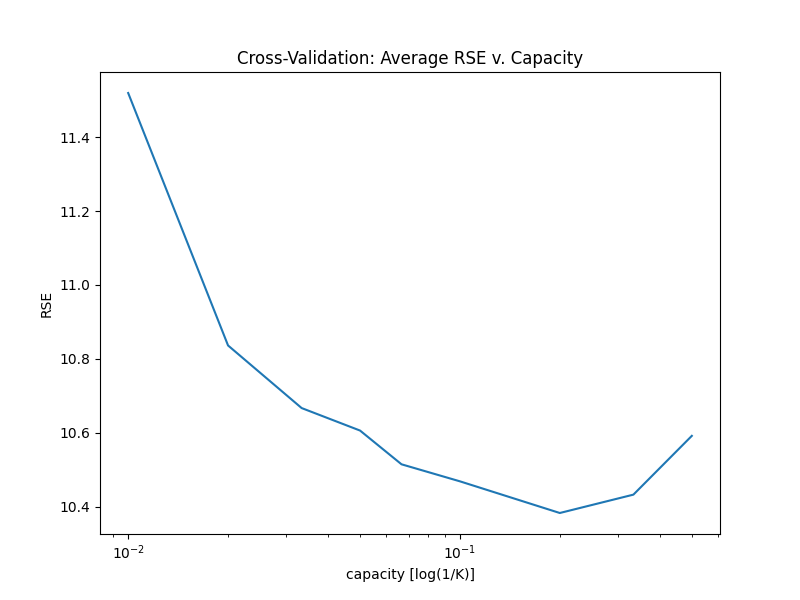 Cross-Validation: Average RSE v. Capacity
RSE
11.4
11.2
11.0
10.8
10.6
10.4
10⁻²
10⁻¹
capacity [log(1/K)]